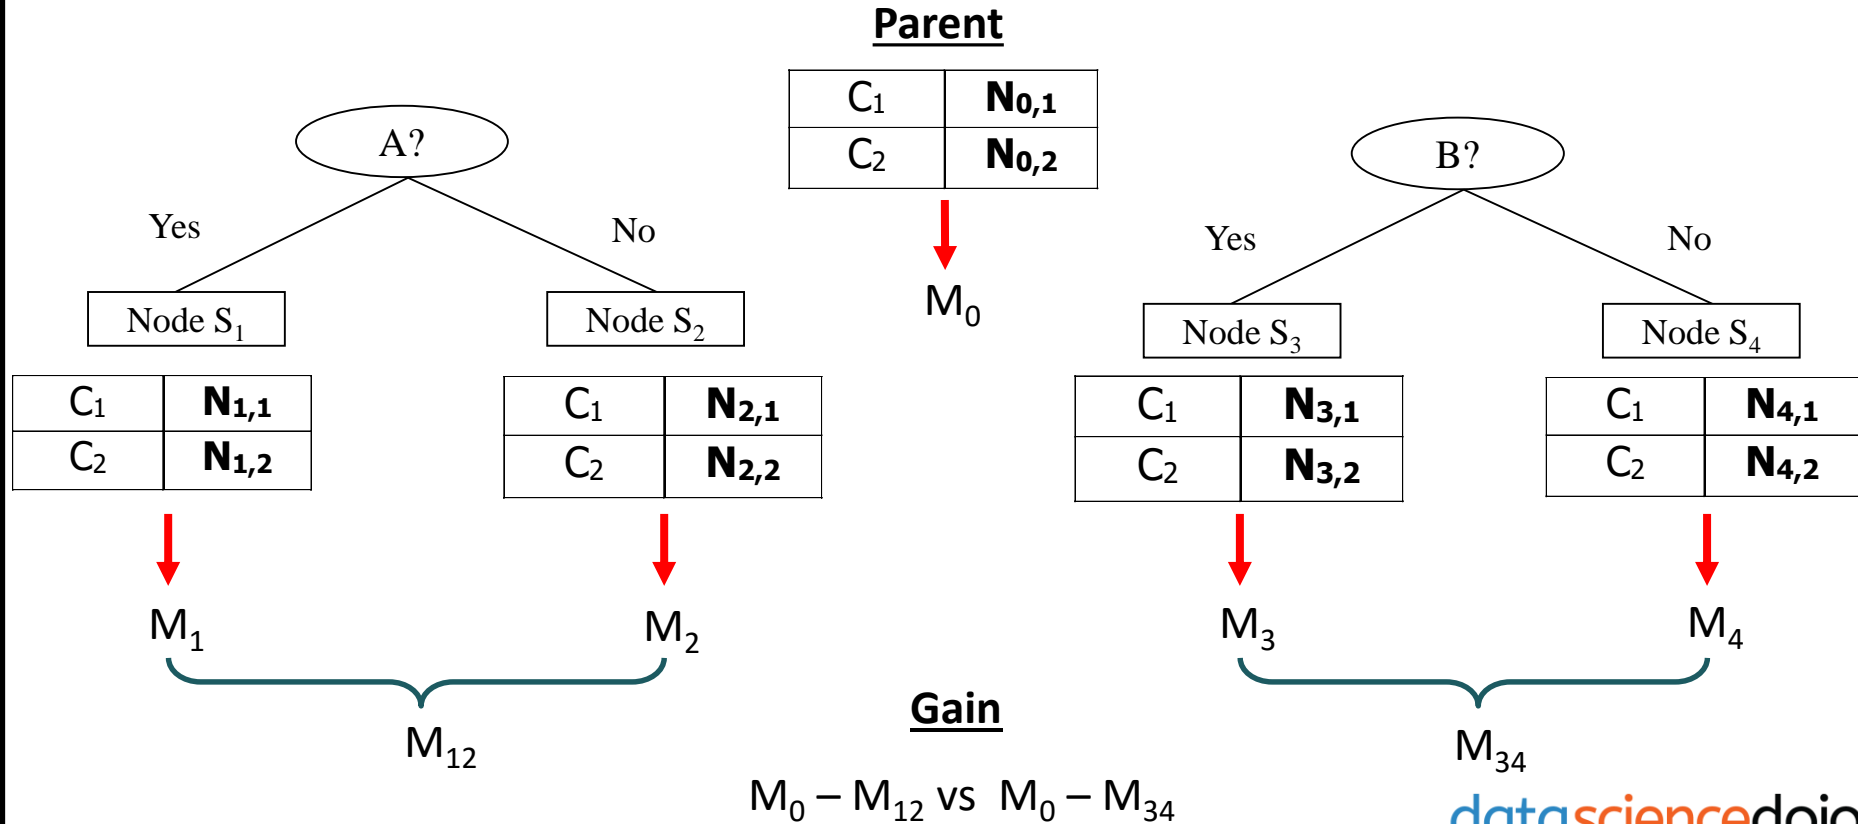 Parent
C1 N0,1
C2 N0,2
M0
A?
Yes No
Node S1 Node S2
C1 N1,1
C2 N1,2
C1 N2,1
C2 N2,2
M1 M2
M12
B?
Yes No
Node S3 Node S4
C1 N3,1
C2 N3,2
C1 N4,1
C2 N4,2
M3 M4
M34
Gain
M0 – M12 vs M0 – M34
datasciencedojo